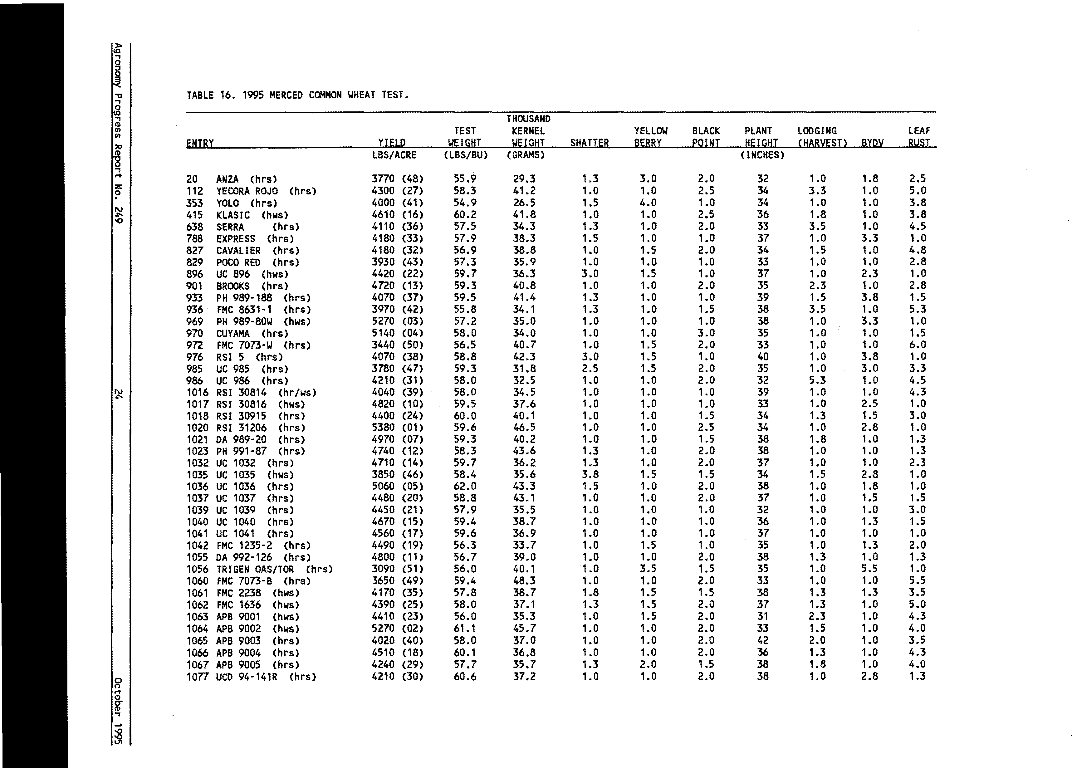 Agronomy Progress Report No. 249
24
October 1995
TABLE 16. 1995 MERCED COMMON WHEAT TEST.
THOUSAND
TEST KERNEL YELLOW BLACK PLANT LODGING LEAF
ENTRY YIELD WEIGHT WEIGHT SHATTER BERRY POINT HEIGHT (HARVEST) BYDV RUST
LBS/ACRE (LBS/BU) (GRAMS) (INCHES)
20 ANZA (hrs) 3770 (48) 55.9 29.3 1.3 3.0 2.0 32 1.0 1.8 2.5
112 YECORA ROJO (hrs) 4300 (27) 58.3 41.2 1.0 1.0 2.5 34 3.3 1.0 5.0
353 YOLO (hrs) 4000 (41) 54.9 26.5 1.5 4.0 1.0 34 1.0 1.0 3.8
415 KLASIC (hws) 4610 (16) 60.2 41.8 1.0 1.0 2.5 36 1.8 1.0 3.8
638 SERRA (hrs) 4110 (36) 57.5 34.3 1.3 1.0 2.0 33 3.5 1.0 4.5
788 EXPRESS (hrs) 4180 (33) 57.9 38.3 1.5 1.0 1.0 37 1.0 3.3 1.0
827 CAVALIER (hrs) 4180 (32) 56.9 38.8 1.0 1.5 2.0 34 1.5 1.0 4.8
829 POCO RED (hrs) 3930 (43) 57.3 35.9 1.0 1.0 1.0 33 1.0 1.0 2.8
896 UC 896 (hws) 4420 (22) 59.7 36.3 3.0 1.5 1.0 37 1.0 2.3 1.0
901 BROOKS (hrs) 4720 (13) 59.3 40.8 1.0 1.0 2.0 35 2.3 1.0 2.8
933 PH 989-188 (hrs) 4070 (37) 59.5 41.4 1.3 1.0 1.0 39 1.5 3.8 1.5
936 FMC 8631-1 (hrs) 3970 (42) 55.8 34.1 1.3 1.0 1.5 38 3.5 1.0 5.3
969 PH 989-80W (hws) 5270 (03) 57.2 35.0 1.0 1.0 1.0 38 1.0 3.3 1.0
970 CUYAMA (hrs) 5140 (04) 58.0 34.0 1.0 1.0 3.0 35 1.0 1.0 1.5
972 FMC 7073-W (hrs) 3440 (50) 56.5 40.7 1.0 1.5 2.0 33 1.0 1.0 6.0
976 RSI 5 (hrs) 4070 (38) 58.8 42.3 3.0 1.5 1.0 40 1.0 3.8 1.0
985 UC 985 (hrs) 3780 (47) 59.3 31.8 2.5 1.5 2.0 35 1.0 3.0 3.3
986 UC 986 (hrs) 4210 (31) 58.0 32.5 1.0 1.0 2.0 32 5.3 1.0 4.5
1016 RSI 30814 (hr/ws) 4040 (39) 58.0 34.5 1.0 1.0 1.0 39 1.0 1.0 4.3
1017 RSI 30816 (hws) 4820 (10) 59.5 37.6 1.0 1.0 1.0 33 1.0 2.5 1.0
1018 RSI 30915 (hrs) 4400 (24) 60.0 40.1 1.0 1.0 1.5 34 1.3 1.5 3.0
1020 RSI 31206 (hrs) 5380 (01) 59.6 46.5 1.0 1.0 2.5 34 1.0 2.8 1.0
1021 DA 989-20 (hrs) 4970 (07) 59.3 40.2 1.0 1.0 1.5 38 1.8 1.0 1.3
1023 PH 991-87 (hrs) 4740 (12) 58.3 43.6 1.3 1.0 2.0 38 1.0 1.0 1.3
1032 UC 1032 (hrs) 4710 (14) 59.7 36.2 1.3 1.0 2.0 37 1.0 1.0 2.3
1035 UC 1035 (hws) 3850 (46) 58.4 35.6 3.8 1.5 1.5 34 1.5 2.8 1.0
1036 UC 1036 (hrs) 5060 (05) 62.0 43.3 1.5 1.0 2.0 38 1.0 1.8 1.0
1037 UC 1037 (hrs) 4480 (20) 58.8 43.1 1.0 1.0 2.0 37 1.0 1.5 1.5
1039 UC 1039 (hrs) 4450 (21) 57.9 35.5 1.0 1.0 1.0 32 1.0 1.0 3.0
1040 UC 1040 (hrs) 4670 (15) 59.4 38.7 1.0 1.0 1.0 36 1.0 1.3 1.5
1041 UC 1041 (hrs) 4560 (17) 59.6 36.9 1.0 1.0 1.0 37 1.0 1.0 1.0
1042 FMC 1235-2 (hrs) 4490 (19) 56.3 33.7 1.0 1.5 1.0 35 1.0 1.3 2.0
1055 DA 992-126 (hrs) 4800 (11) 56.7 39.0 1.0 1.0 2.0 38 1.3 1.0 1.3
1056 TRIGEN OAS/TOR (hrs) 3090 (51) 56.0 40.1 1.0 3.5 1.5 35 1.0 5.5 1.0
1060 FMC 7073-B (hrs) 3650 (49) 59.4 48.3 1.0 1.0 2.0 33 1.0 1.0 5.5
1061 FMC 2238 (hws) 4170 (35) 57.8 38.7 1.8 1.5 1.5 38 1.3 1.3 3.5
1062 FMC 1636 (hws) 4390 (25) 58.0 37.1 1.3 1.5 2.0 37 1.3 1.0 5.0
1063 APB 9001 (hws) 4410 (23) 56.0 35.3 1.0 1.5 2.0 31 2.3 1.0 4.3
1064 APB 9002 (hws) 5270 (02) 61.1 45.7 1.0 1.0 2.0 33 1.5 1.0 4.0
1065 APB 9003 (hrs) 4020 (40) 58.0 37.0 1.0 1.0 2.0 42 2.0 1.0 3.5
1066 APB 9004 (hrs) 4510 (18) 60.1 36.8 1.0 1.0 2.0 36 1.3 1.0 4.3
1067 APB 9005 (hrs) 4240 (29) 57.7 35.7 1.3 2.0 1.5 38 1.8 1.0 4.0
1077 UCD 94-141R (hrs) 4210 (30) 60.6 37.2 1.0 1.0 2.0 38 1.0 2.8 1.3